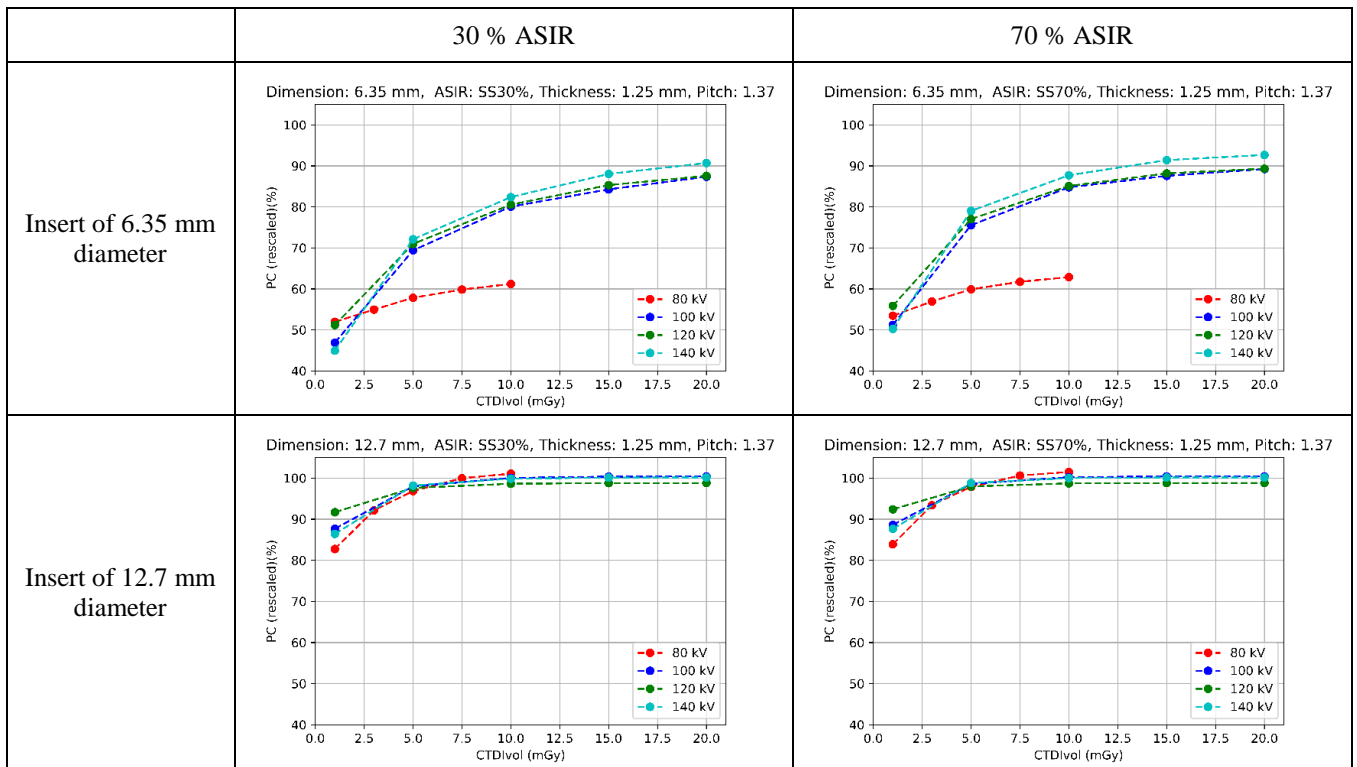 30 % ASIR
70 % ASIR
Insert of 6.35 mm
diameter
Dimension: 6.35 mm,  ASIR: SS30%, Thickness: 1.25 mm, Pitch: 1.37
PC (rescaled)(%)
100
90
80
70
60
50
40
0.0 2.5 5.0 7.5 10.0 12.5 15.0 17.5 20.0
CTDIvol (mGy)
80 kV
100 kV
120 kV
140 kV
Dimension: 6.35 mm,  ASIR: SS70%, Thickness: 1.25 mm, Pitch: 1.37
PC (rescaled)(%)
100
90
80
70
60
50
40
0.0 2.5 5.0 7.5 10.0 12.5 15.0 17.5 20.0
CTDIvol (mGy)
80 kV
100 kV
120 kV
140 kV
Insert of 12.7 mm
diameter
Dimension: 12.7 mm,  ASIR: SS30%, Thickness: 1.25 mm, Pitch: 1.37
PC (rescaled)(%)
100
90
80
70
60
50
40
0.0 2.5 5.0 7.5 10.0 12.5 15.0 17.5 20.0
CTDIvol (mGy)
80 kV
100 kV
120 kV
140 kV
Dimension: 12.7 mm,  ASIR: SS70%, Thickness: 1.25 mm, Pitch: 1.37
PC (rescaled)(%)
100
90
80
70
60
50
40
0.0 2.5 5.0 7.5 10.0 12.5 15.0 17.5 20.0
CTDIvol (mGy)
80 kV
100 kV
120 kV
140 kV